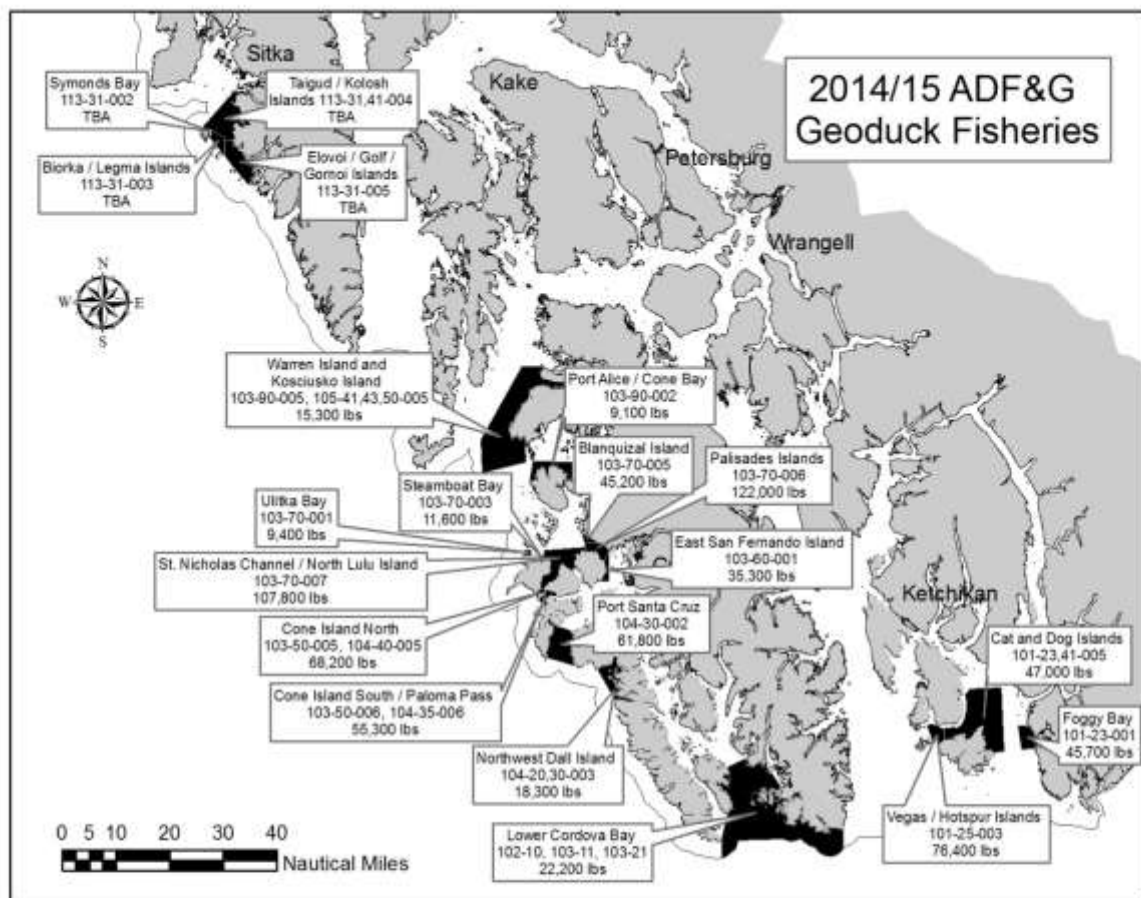 2014/15 ADF&G
Geoduck Fisheries
Sitka
Kake
Petersburg
Wrangell
Ketchikan
Symonds Bay
113-31-002
TBA
Taigud / Kolosh
Islands 113-31,41-004
TBA
Biorka / Legma Islands
113-31-003
TBA
Elovoi / Golf /
Gornoi Islands
113-31-005
TBA
N
W
E
S
Warren Island and
Kosciusko Island
103-90-005, 105-41,43,50-005
15,300 lbs
Port Alice / Cone Bay
103-90-002
9,100 lbs
Blanquizal Island
103-70-005
45,200 lbs
Palisades Islands
103-70-006
122,000 lbs
Steamboat Bay
103-70-003
11,600 lbs
Ulitka Bay
103-70-001
9,400 lbs
East San Fernando Island
103-60-001
35,300 lbs
St. Nicholas Channel / North Lulu Island
103-70-007
107,800 lbs
Port Santa Cruz
104-30-002
61,800 lbs
Cone Island North
103-50-005, 104-40-005
68,200 lbs
Cone Island South / Paloma Pass
103-50-006, 104-35-006
55,300 lbs
Cat and Dog Islands
101-23,41-005
47,000 lbs
Foggy Bay
101-23-001
45,700 lbs
Northwest Dall Island
104-20,30-003
18,300 lbs
Vegas / Hotspur Islands
101-25-003
76,400 lbs
Lower Cordova Bay
102-10, 103-11, 103-21
22,200 lbs
0 5 10 20 30 40
Nautical Miles